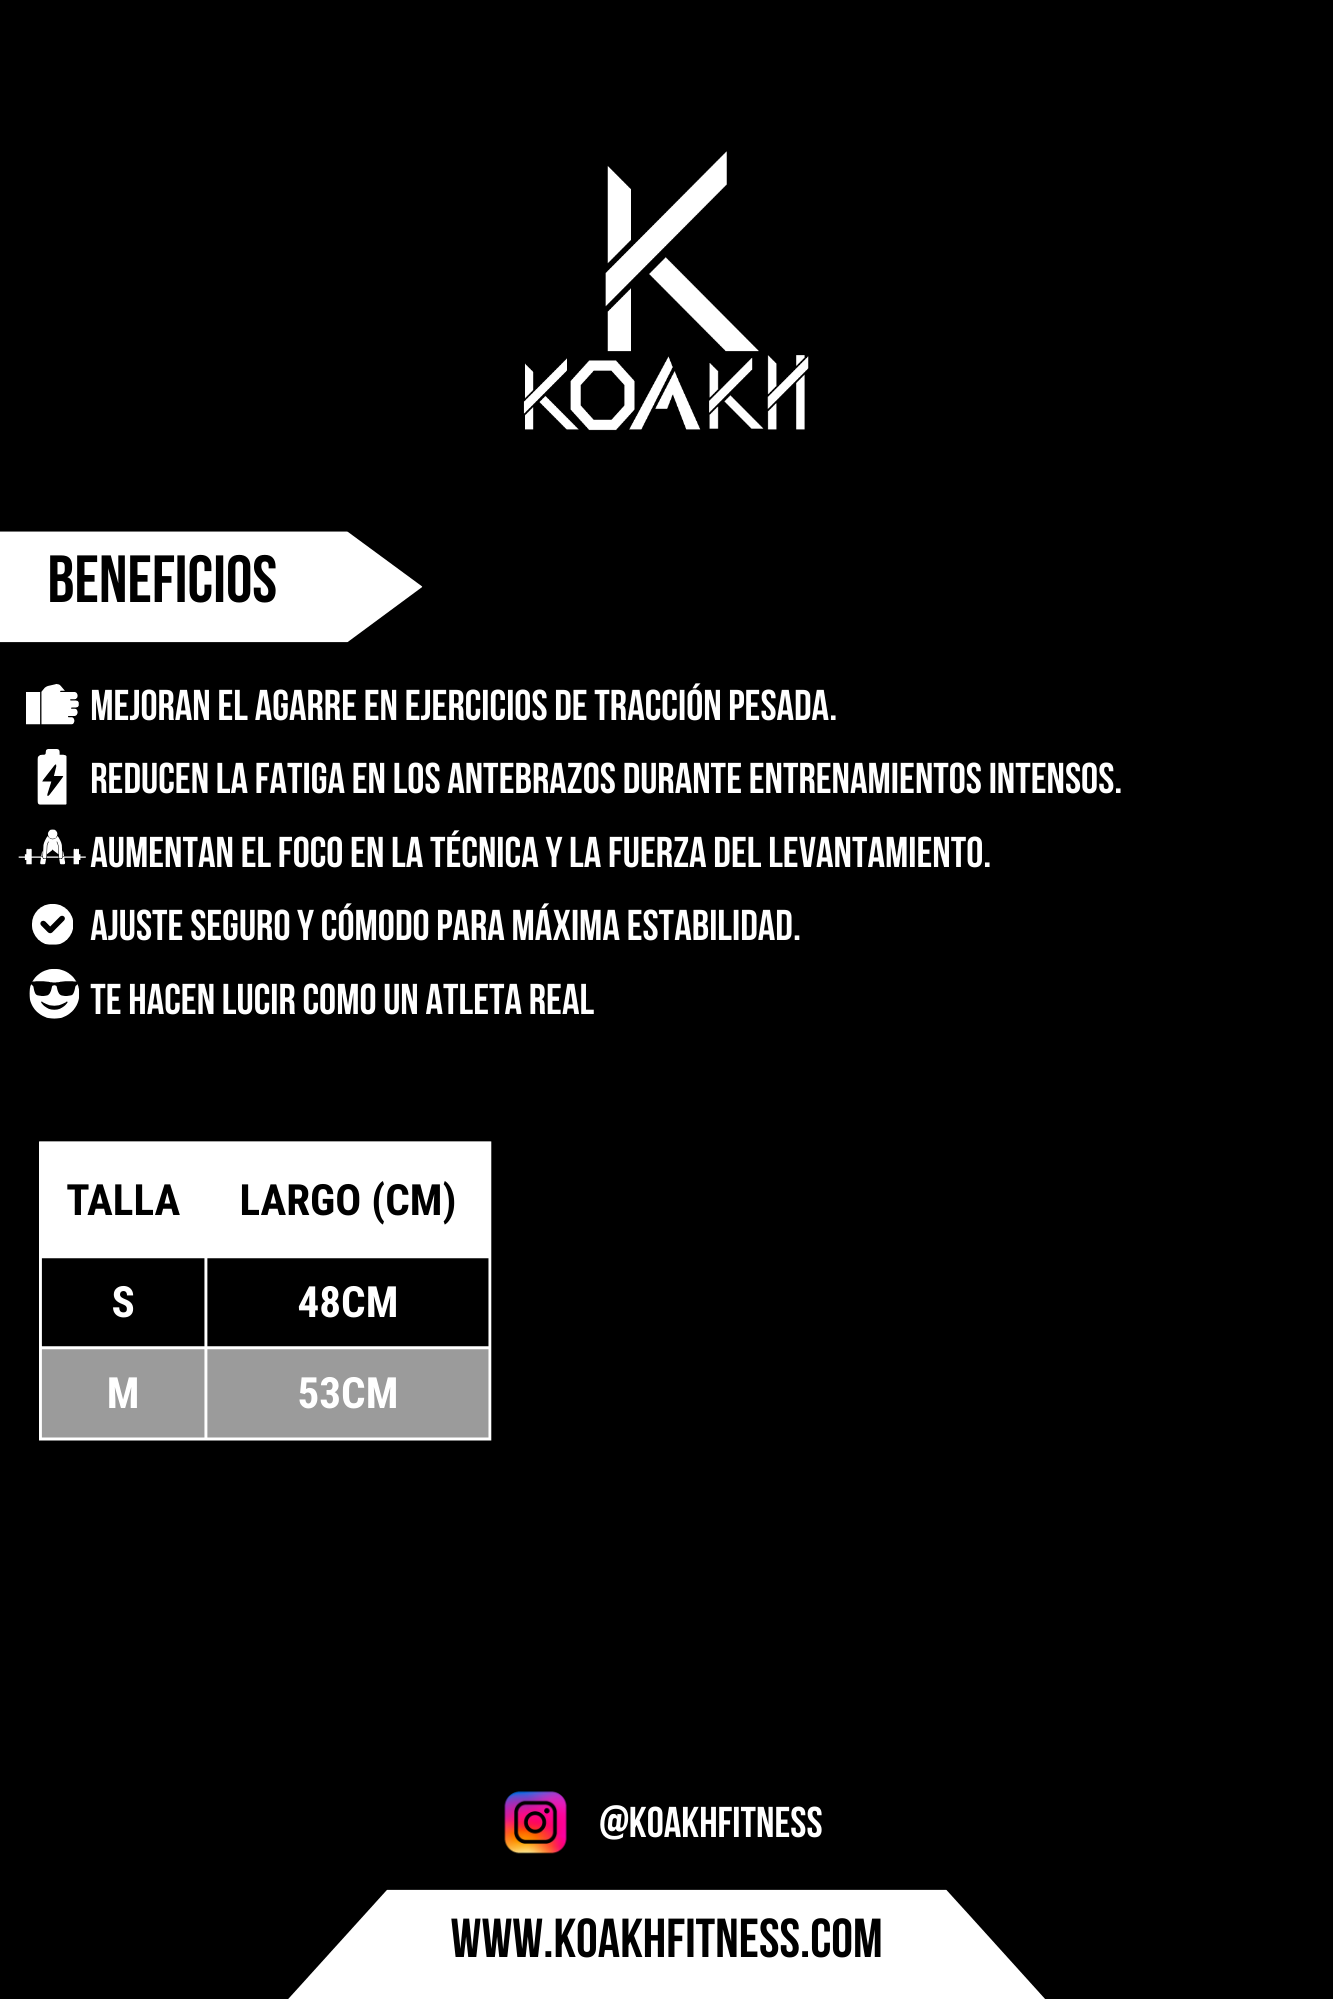 K
KOAKH
BENEFICIOS
MEJORAN EL AGARRE EN EJERCICIOS DE TRACCIÓN PESADA.
REDUCEN LA FATIGA EN LOS ANTEBRAZOS DURANTE ENTRENAMIENTOS INTENSOS.
AUMENTAN EL FOCO EN LA TÉCNICA Y LA FUERZA DEL LEVANTAMIENTO.
AJUSTE SEGURO Y CÓMODO PARA MÁXIMA ESTABILIDAD.
TE HACEN LUCIR COMO UN ATLETA REAL
TALLA LARGO (CM)
S 48CM
M 53CM
@KOAKHFITNESS
WWW.KOAKHFITNESS.COM